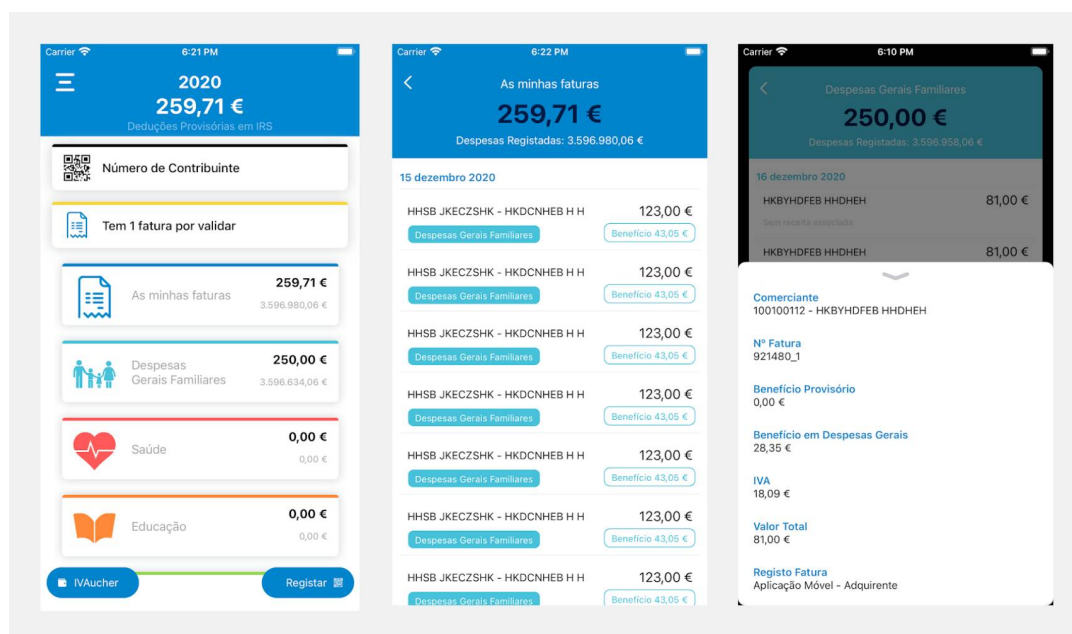 Carrier 6:21 PM
2020
259,71 €
Deduções Provisórias em IRS
Número de Contribuinte
Tem 1 fatura por validar
As minhas faturas
259,71 €
3.596.980,06 €
Despesas
Gerais Familiares
250,00 €
3.596.634,06 €
Saúde
0,00 €
0,00 €
Educação
0,00 €
0,00 €
IVAucher
Registar
Carrier 6:22 PM
As minhas faturas
259,71 €
Despesas Registadas: 3.596.980,06 €
15 dezembro 2020
HHSB JKECZSHK - HKDCNHEB H H 123,00 €
Despesas Gerais Familiares Benefício 43,05 €
HHSB JKECZSHK - HKDCNHEB H H 123,00 €
Despesas Gerais Familiares Benefício 43,05 €
HHSB JKECZSHK - HKDCNHEB H H 123,00 €
Despesas Gerais Familiares Benefício 43,05 €
HHSB JKECZSHK - HKDCNHEB H H 123,00 €
Despesas Gerais Familiares Benefício 43,05 €
HHSB JKECZSHK - HKDCNHEB H H 123,00 €
Despesas Gerais Familiares Benefício 43,05 €
HHSB JKECZSHK - HKDCNHEB H H 123,00 €
Despesas Gerais Familiares Benefício 43,05 €
HHSB JKECZSHK - HKDCNHEB H H 123,00 €
Despesas Gerais Familiares Benefício 43,05 €
Carrier 6:10 PM
Despesas Gerais Familiares
250,00 €
Despesas Registadas: 3.596.958,06 €
16 dezembro 2020
HKBYHDFEB HHDHEH 81,00 €
Sem receita associada
HKBYHDFEB HHDHEH 81,00 €
Comerciante
100100112 - HKBYHDFEB HHDHEH
Nº Fatura
921480_1
Benefício Provisório
0,00 €
Benefício em Despesas Gerais
28,35 €
IVA
18,09 €
Valor Total
81,00 €
Registo Fatura
Aplicação Móvel - Adquirente